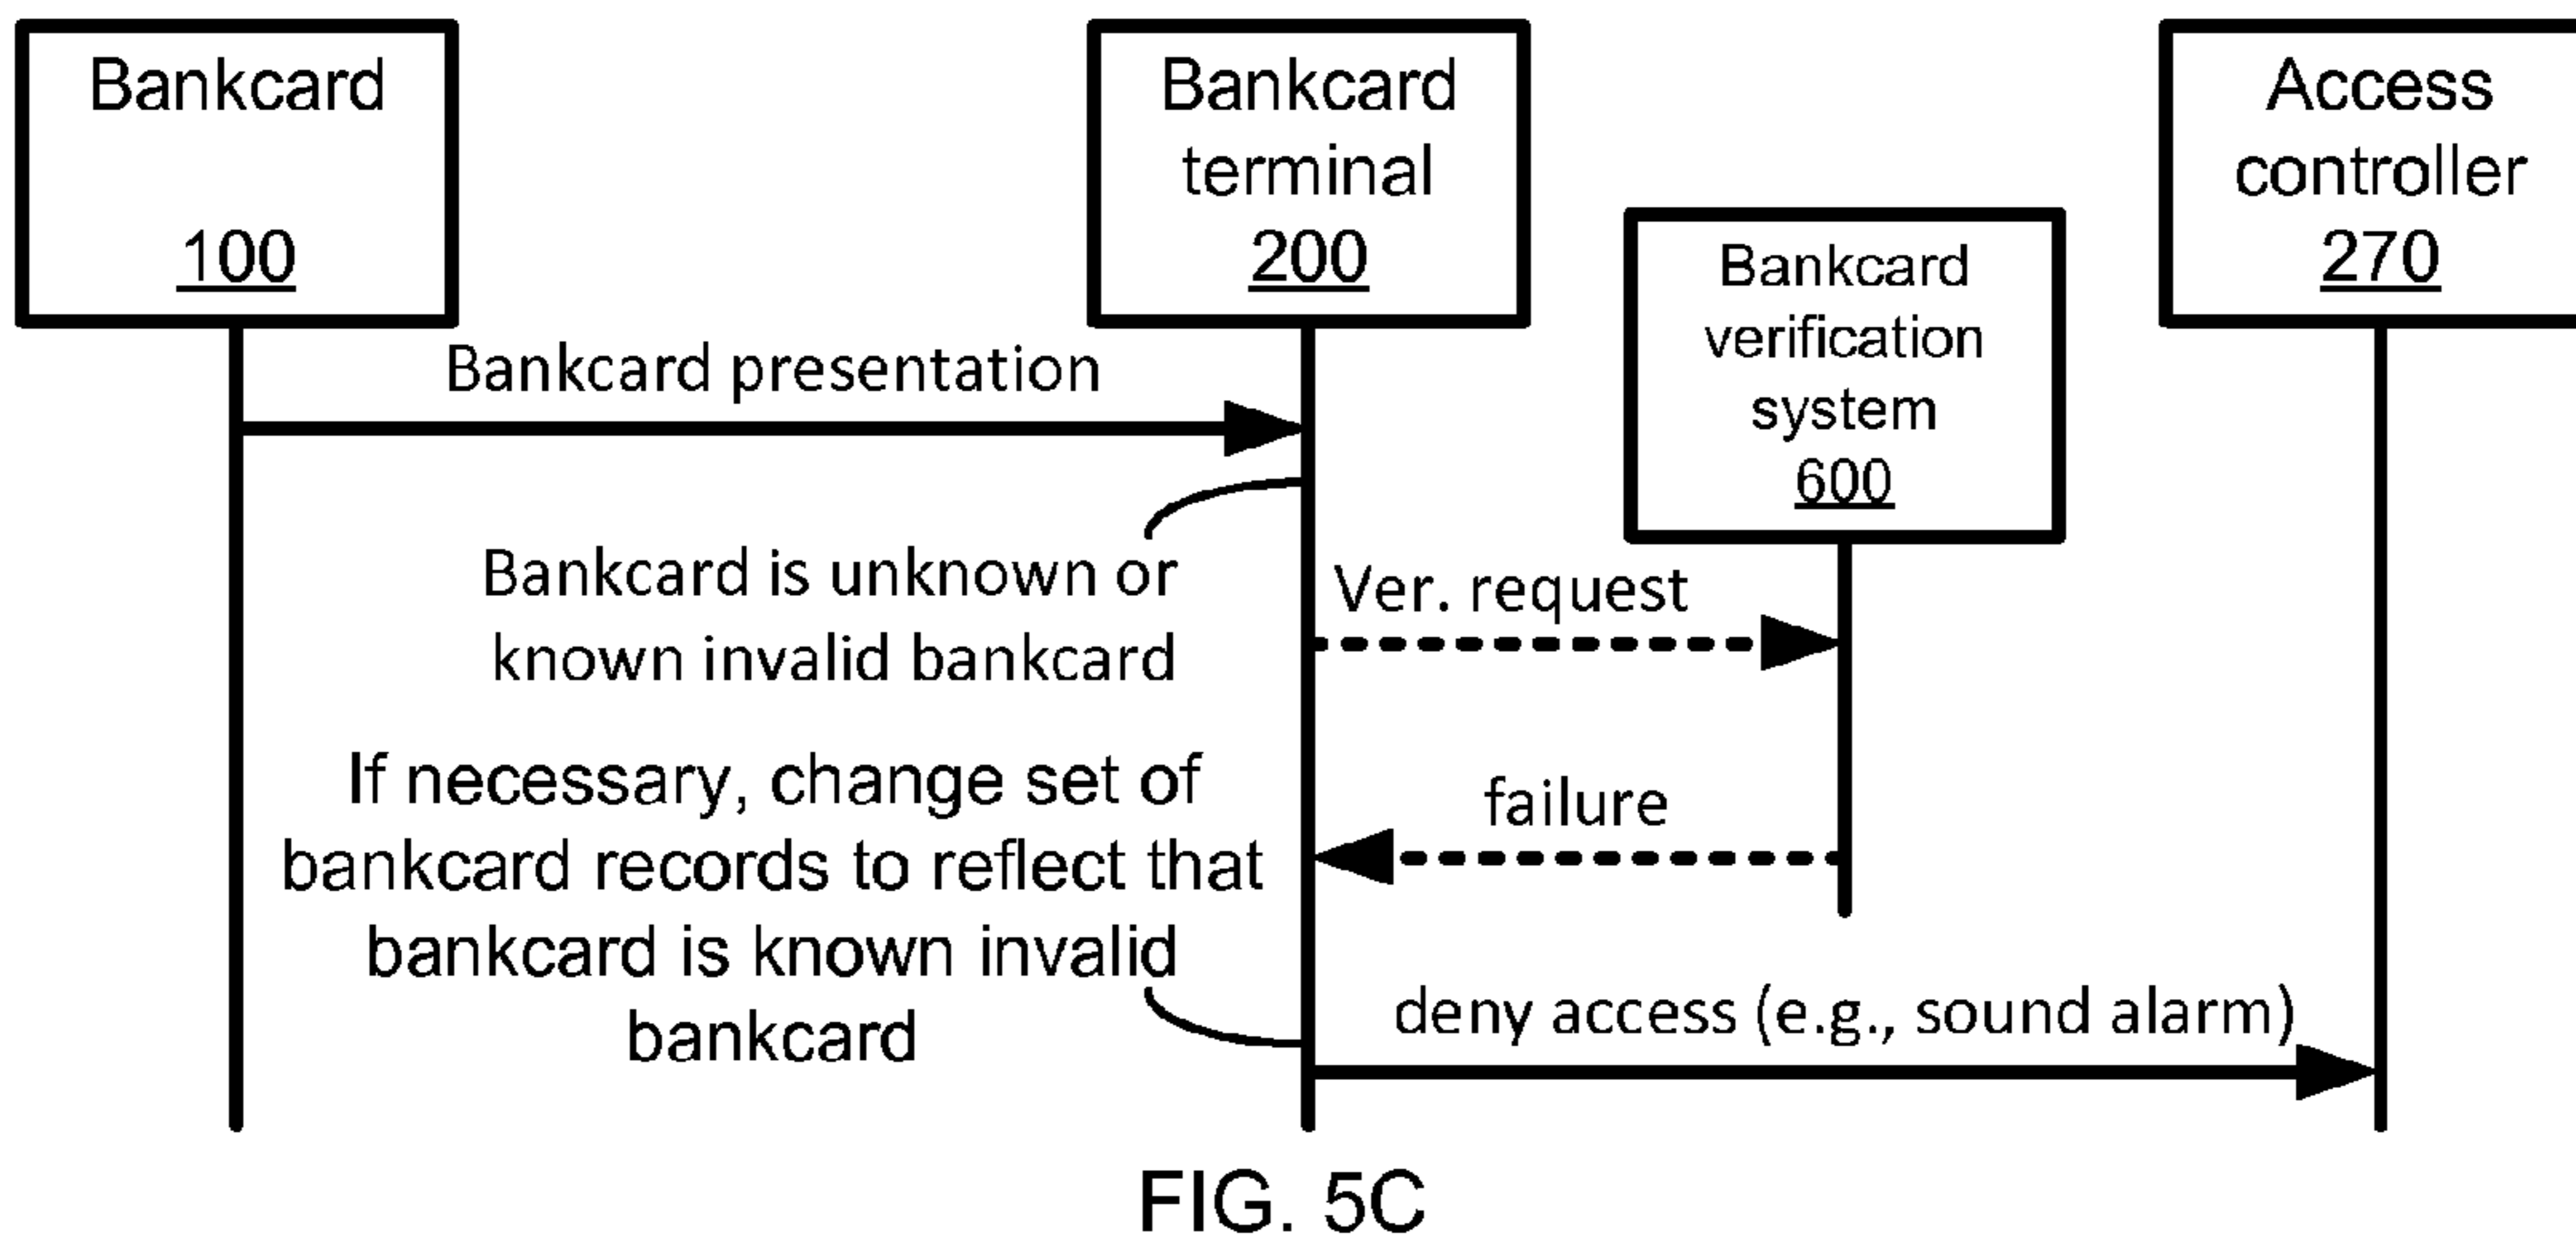 Bankcard
100
Bankcard
terminal
200
Bankcard
verification
system
600
Access
controller
270
Bankcard presentation
Bankcard is unknown or
known invalid bankcard
Ver. request
If necessary, change set of
bankcard records to reflect that
bankcard is known invalid
bankcard
failure
deny access (e.g., sound alarm)
FIG. 5C